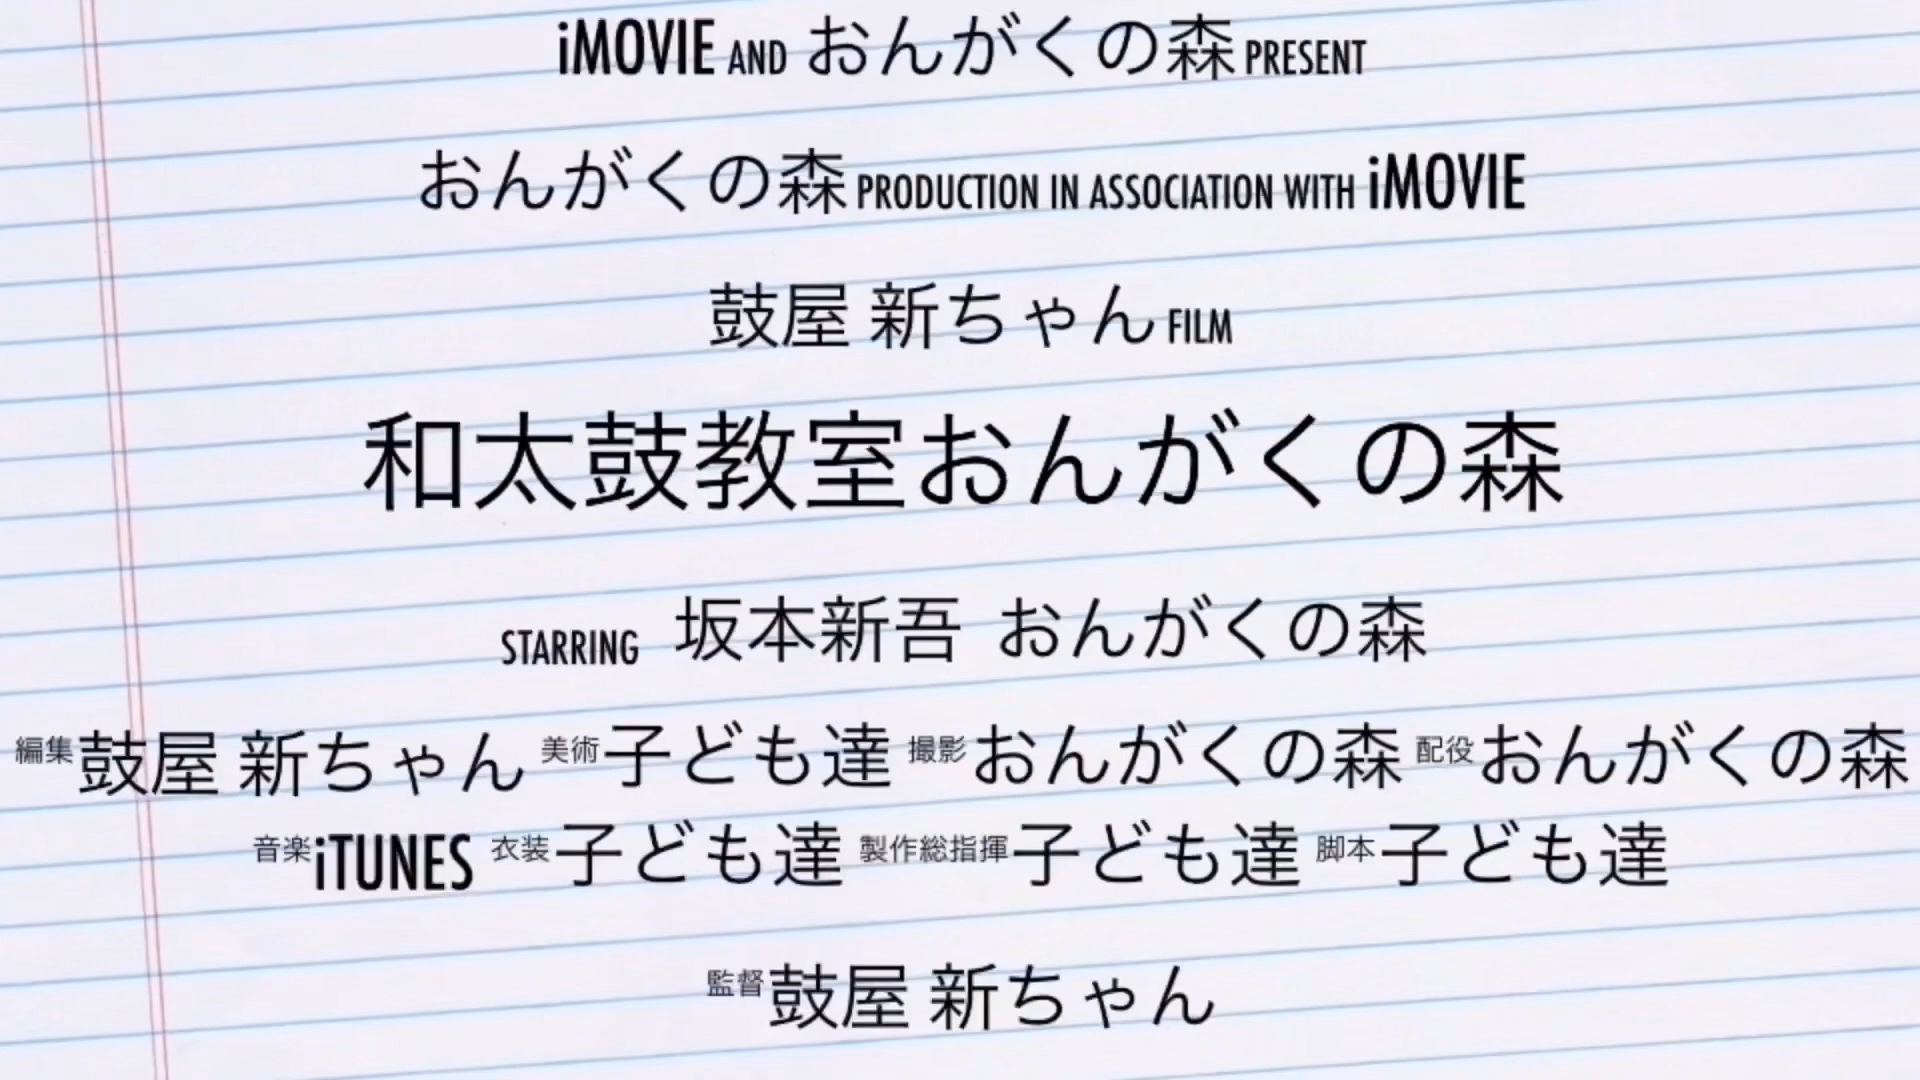 iMOVIE AND おんがくの森 PRESENT
おんがくの森 PRODUCTION IN ASSOCIATION WITH iMOVIE
鼓屋 新ちゃん FILM
和太鼓教室おんがくの森
STARRING 坂本新吾 おんがくの森
編集 鼓屋 新ちゃん 美術 子ども達 撮影 おんがくの森 配役 おんがくの森
音楽 iTUNES 衣装 子ども達 製作総指揮 子ども達 脚本 子ども達
監督 鼓屋 新ちゃん